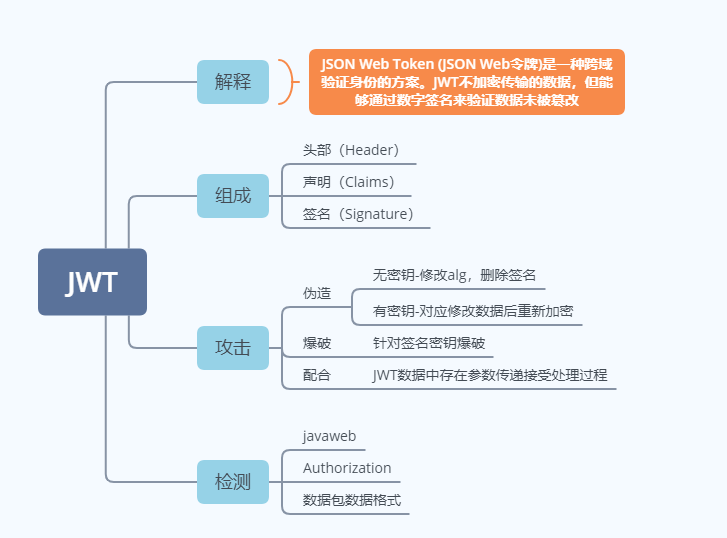 JWT
解释
JSON Web Token (JSON Web令牌)是一种跨域
验证身份的方案。JWT不加密传输的数据，但能
够通过数字签名来验证数据未被篡改
组成
头部（Header）
声明（Claims）
签名（Signature）
攻击
伪造
无密钥-修改alg，删除签名
有密钥-对应修改数据后重新加密
爆破
针对签名密钥爆破
配合
JWT数据中存在参数传递接受处理过程
检测
javaweb
Authorization
数据包数据格式